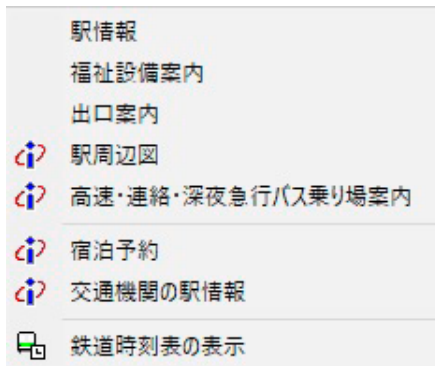 駅情報
福祉設備案内
出口案内
駅周辺図
高速・連絡・深夜急行バス乗り場案内
宿泊予約
交通機関の駅情報
鉄道時刻表の表示